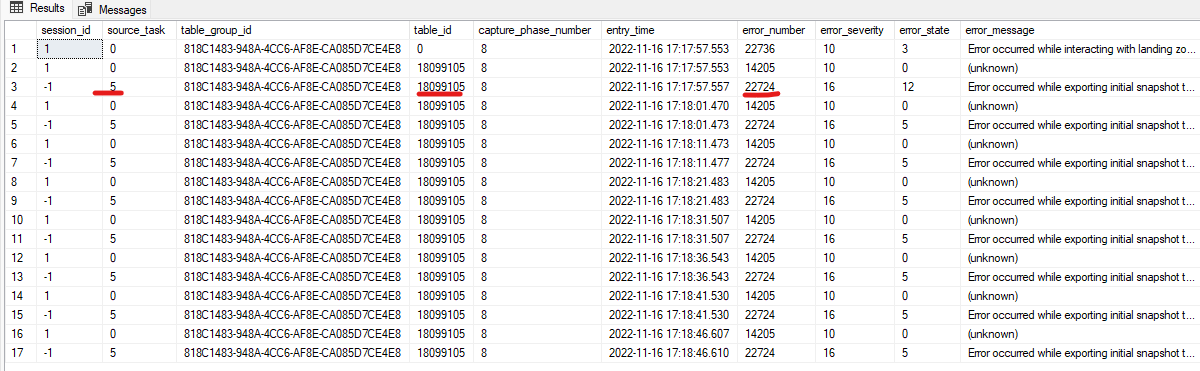 Results Messages
session_id source_task table_group_id table_id capture_phase_number entry_time error_number error_severity error_state error_message
1 1 0 818C1483-948A-4CC6-AF8E-CA085D7CE4E8 0 8 2022-11-16 17:17:57.553 22736 10 3 Error occurred while interacting with landing zo...
2 1 0 818C1483-948A-4CC6-AF8E-CA085D7CE4E8 18099105 8 2022-11-16 17:17:57.553 14205 10 0 (unknown)
3 -1 5 818C1483-948A-4CC6-AF8E-CA085D7CE4E8 18099105 8 2022-11-16 17:17:57.557 22724 16 12 Error occurred while exporting initial snapshot t...
4 1 0 818C1483-948A-4CC6-AF8E-CA085D7CE4E8 18099105 8 2022-11-16 17:18:01.470 14205 10 0 (unknown)
5 -1 5 818C1483-948A-4CC6-AF8E-CA085D7CE4E8 18099105 8 2022-11-16 17:18:01.473 22724 16 5 Error occurred while exporting initial snapshot t...
6 1 0 818C1483-948A-4CC6-AF8E-CA085D7CE4E8 18099105 8 2022-11-16 17:18:11.473 14205 10 0 (unknown)
7 -1 5 818C1483-948A-4CC6-AF8E-CA085D7CE4E8 18099105 8 2022-11-16 17:18:11.477 22724 16 5 Error occurred while exporting initial snapshot t...
8 1 0 818C1483-948A-4CC6-AF8E-CA085D7CE4E8 18099105 8 2022-11-16 17:18:21.483 14205 10 0 (unknown)
9 -1 5 818C1483-948A-4CC6-AF8E-CA085D7CE4E8 18099105 8 2022-11-16 17:18:21.483 22724 16 5 Error occurred while exporting initial snapshot t...
10 1 0 818C1483-948A-4CC6-AF8E-CA085D7CE4E8 18099105 8 2022-11-16 17:18:31.507 14205 10 0 (unknown)
11 -1 5 818C1483-948A-4CC6-AF8E-CA085D7CE4E8 18099105 8 2022-11-16 17:18:31.507 22724 16 5 Error occurred while exporting initial snapshot t...
12 1 0 818C1483-948A-4CC6-AF8E-CA085D7CE4E8 18099105 8 2022-11-16 17:18:36.543 14205 10 0 (unknown)
13 -1 5 818C1483-948A-4CC6-AF8E-CA085D7CE4E8 18099105 8 2022-11-16 17:18:36.543 22724 16 5 Error occurred while exporting initial snapshot t...
14 1 0 818C1483-948A-4CC6-AF8E-CA085D7CE4E8 18099105 8 2022-11-16 17:18:41.530 14205 10 0 (unknown)
15 -1 5 818C1483-948A-4CC6-AF8E-CA085D7CE4E8 18099105 8 2022-11-16 17:18:41.530 22724 16 5 Error occurred while exporting initial snapshot t...
16 1 0 818C1483-948A-4CC6-AF8E-CA085D7CE4E8 18099105 8 2022-11-16 17:18:46.607 14205 10 0 (unknown)
17 -1 5 818C1483-948A-4CC6-AF8E-CA085D7CE4E8 18099105 8 2022-11-16 17:18:46.610 22724 16 5 Error occurred while exporting initial snapshot t...